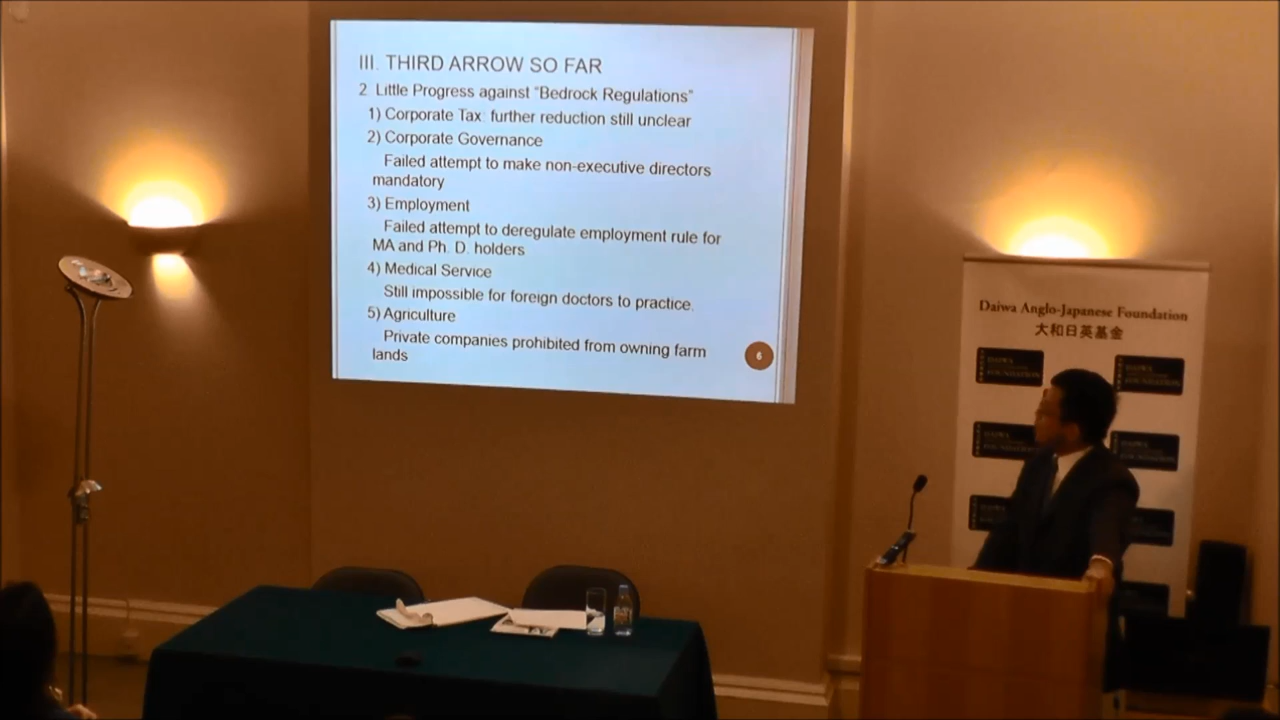 III. THIRD ARROW SO FAR
2. Little Progress against “Bedrock Regulations”
1) Corporate Tax: further reduction still unclear
2) Corporate Governance
Failed attempt to make non-executive directors
mandatory
3) Employment
Failed attempt to deregulate employment rule for
MA and Ph. D. holders
4) Medical Service
Still impossible for foreign doctors to practice.
5) Agriculture
Private companies prohibited from owning farm
lands
6
Daiwa Anglo-Japanese Foundation
大和日英基金